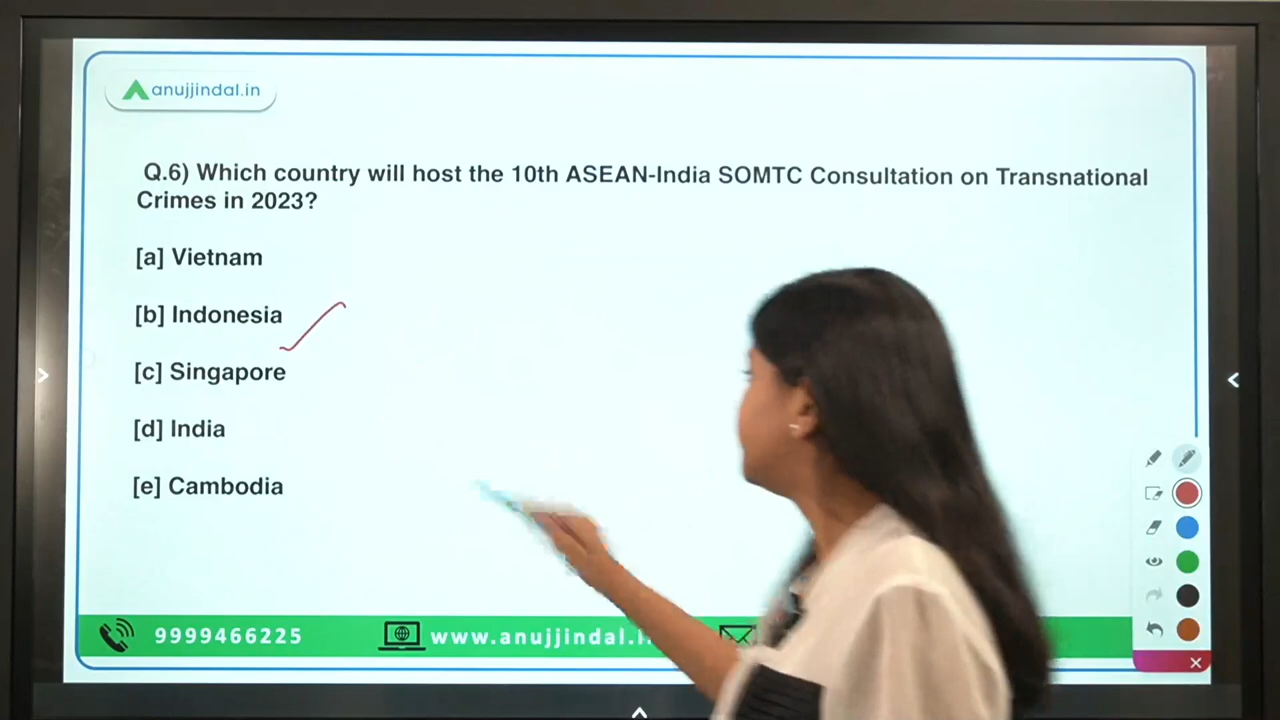 anujjindal.in
Q.6) Which country will host the 10th ASEAN-India SOMTC Consultation on Transnational
Crimes in 2023?
[a] Vietnam
[b] Indonesia
[c] Singapore
[d] India
[e] Cambodia
9999466225
www.anujjindal.i